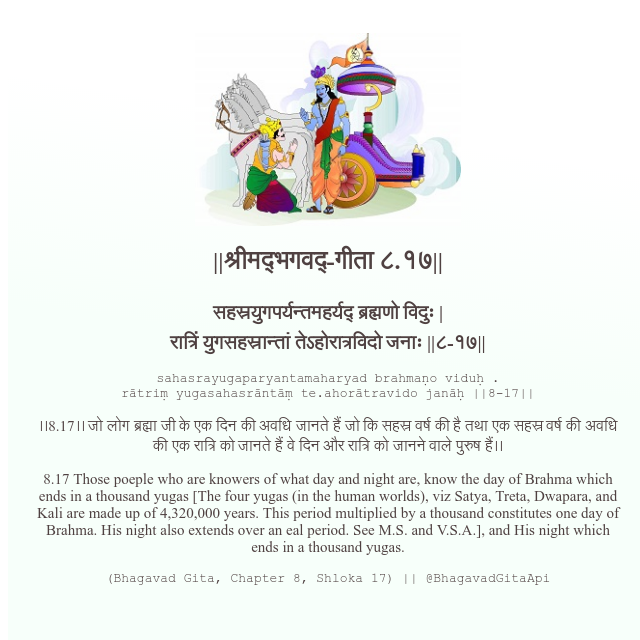 ||श्रीमद्‌भगवद्‌-गीता ८.१७||
सहस्रयुगपर्यन्तमहर्यद् ब्रह्मणो विदुः |
रात्रिं युगसहस्रान्तां तेऽहोरात्रविदो जनाः ||८-१७||
sahasrayugaparyantamaharyad brahmaṇo viduḥ .
rātriṃ yugasahasrāntāṃ te.ahorātravido janāḥ ||8-17||
।।8.17।। जो लोग ब्रह्मा जी के एक दिन की अवधि जानते हैं जो कि सहस्र वर्ष की है तथा एक सहस्र वर्ष की अवधि
की एक रात्रि को जानते हैं वे दिन और रात्रि को जानने वाले पुरुष हैं।।
8.17 Those poeple who are knowers of what day and night are, know the day of Brahma which
ends in a thousand yugas [The four yugas (in the human worlds), viz Satya, Treta, Dwapara, and
Kali are made up of 4,320,000 years. This period multiplied by a thousand constitutes one day of
Brahma. His night also extends over an eal period. See M.S. and V.S.A.], and His night which
ends in a thousand yugas.
(Bhagavad Gita, Chapter 8, Shloka 17) || @BhagavadGitaApi